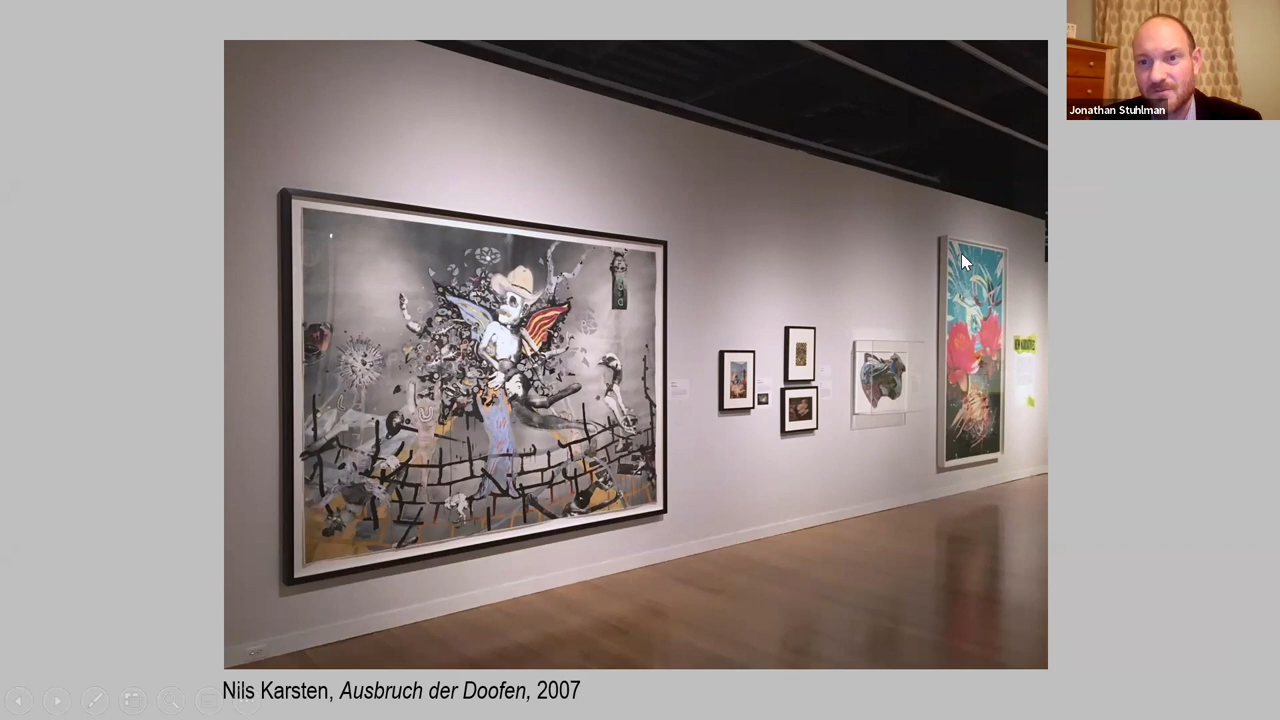 Jonathan Stuhlman
Nils Karsten, Ausbruch der Doofen, 2007